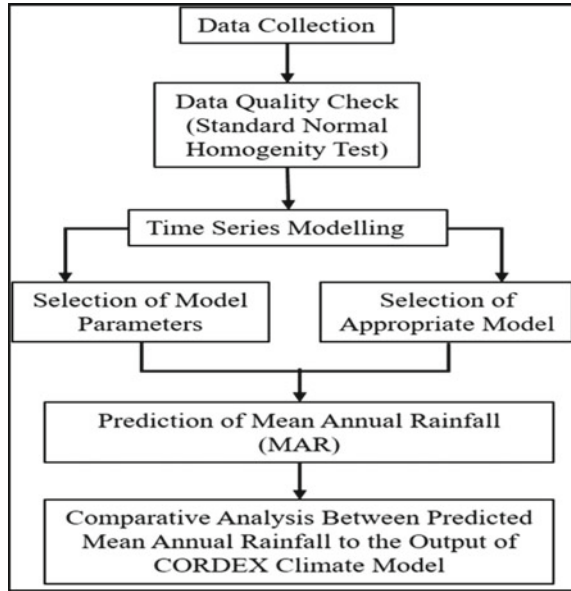 Data Collection
Data Quality Check
(Standard Normal
Homogenity Test)
Time Series Modelling
Selection of Model
Parameters
Selection of
Appropriate Model
Prediction of Mean Annual Rainfall
(MAR)
Comparative Analysis Between Predicted
Mean Annual Rainfall to the Output of
CORDEX Climate Model